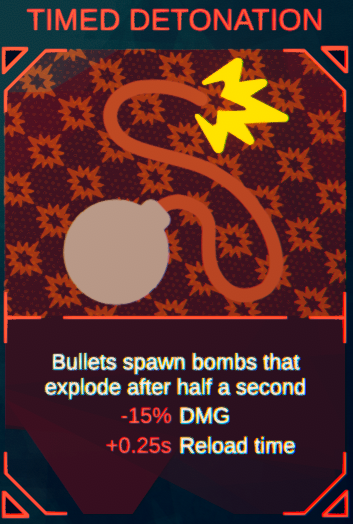 TIMED DETONATION
Bullets spawn bombs that
explode after half a second
-15% DMG
+0.25s Reload time